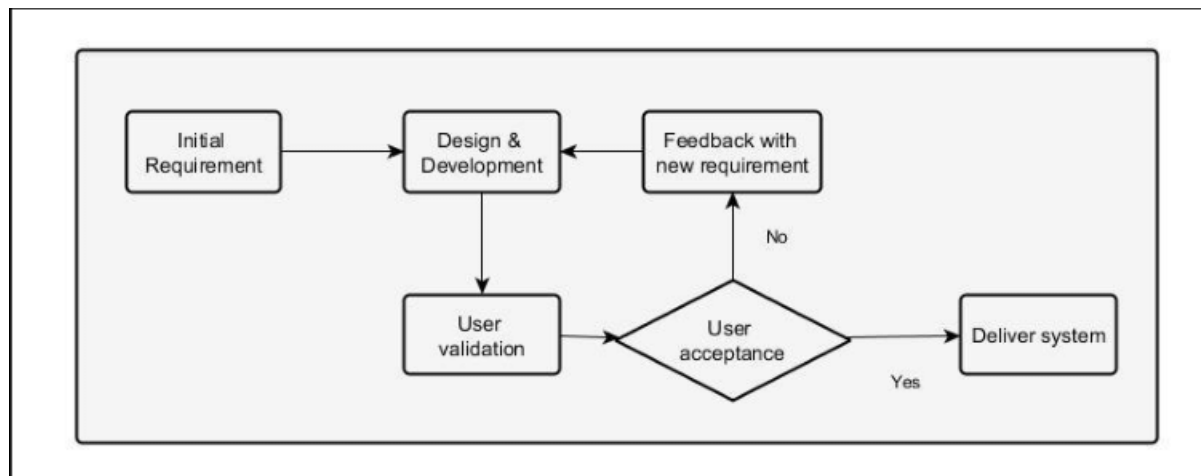 Initial
Requirement
Design &
Development
Feedback with
new requirement
No
User
validation
User
acceptance
Deliver system
Yes